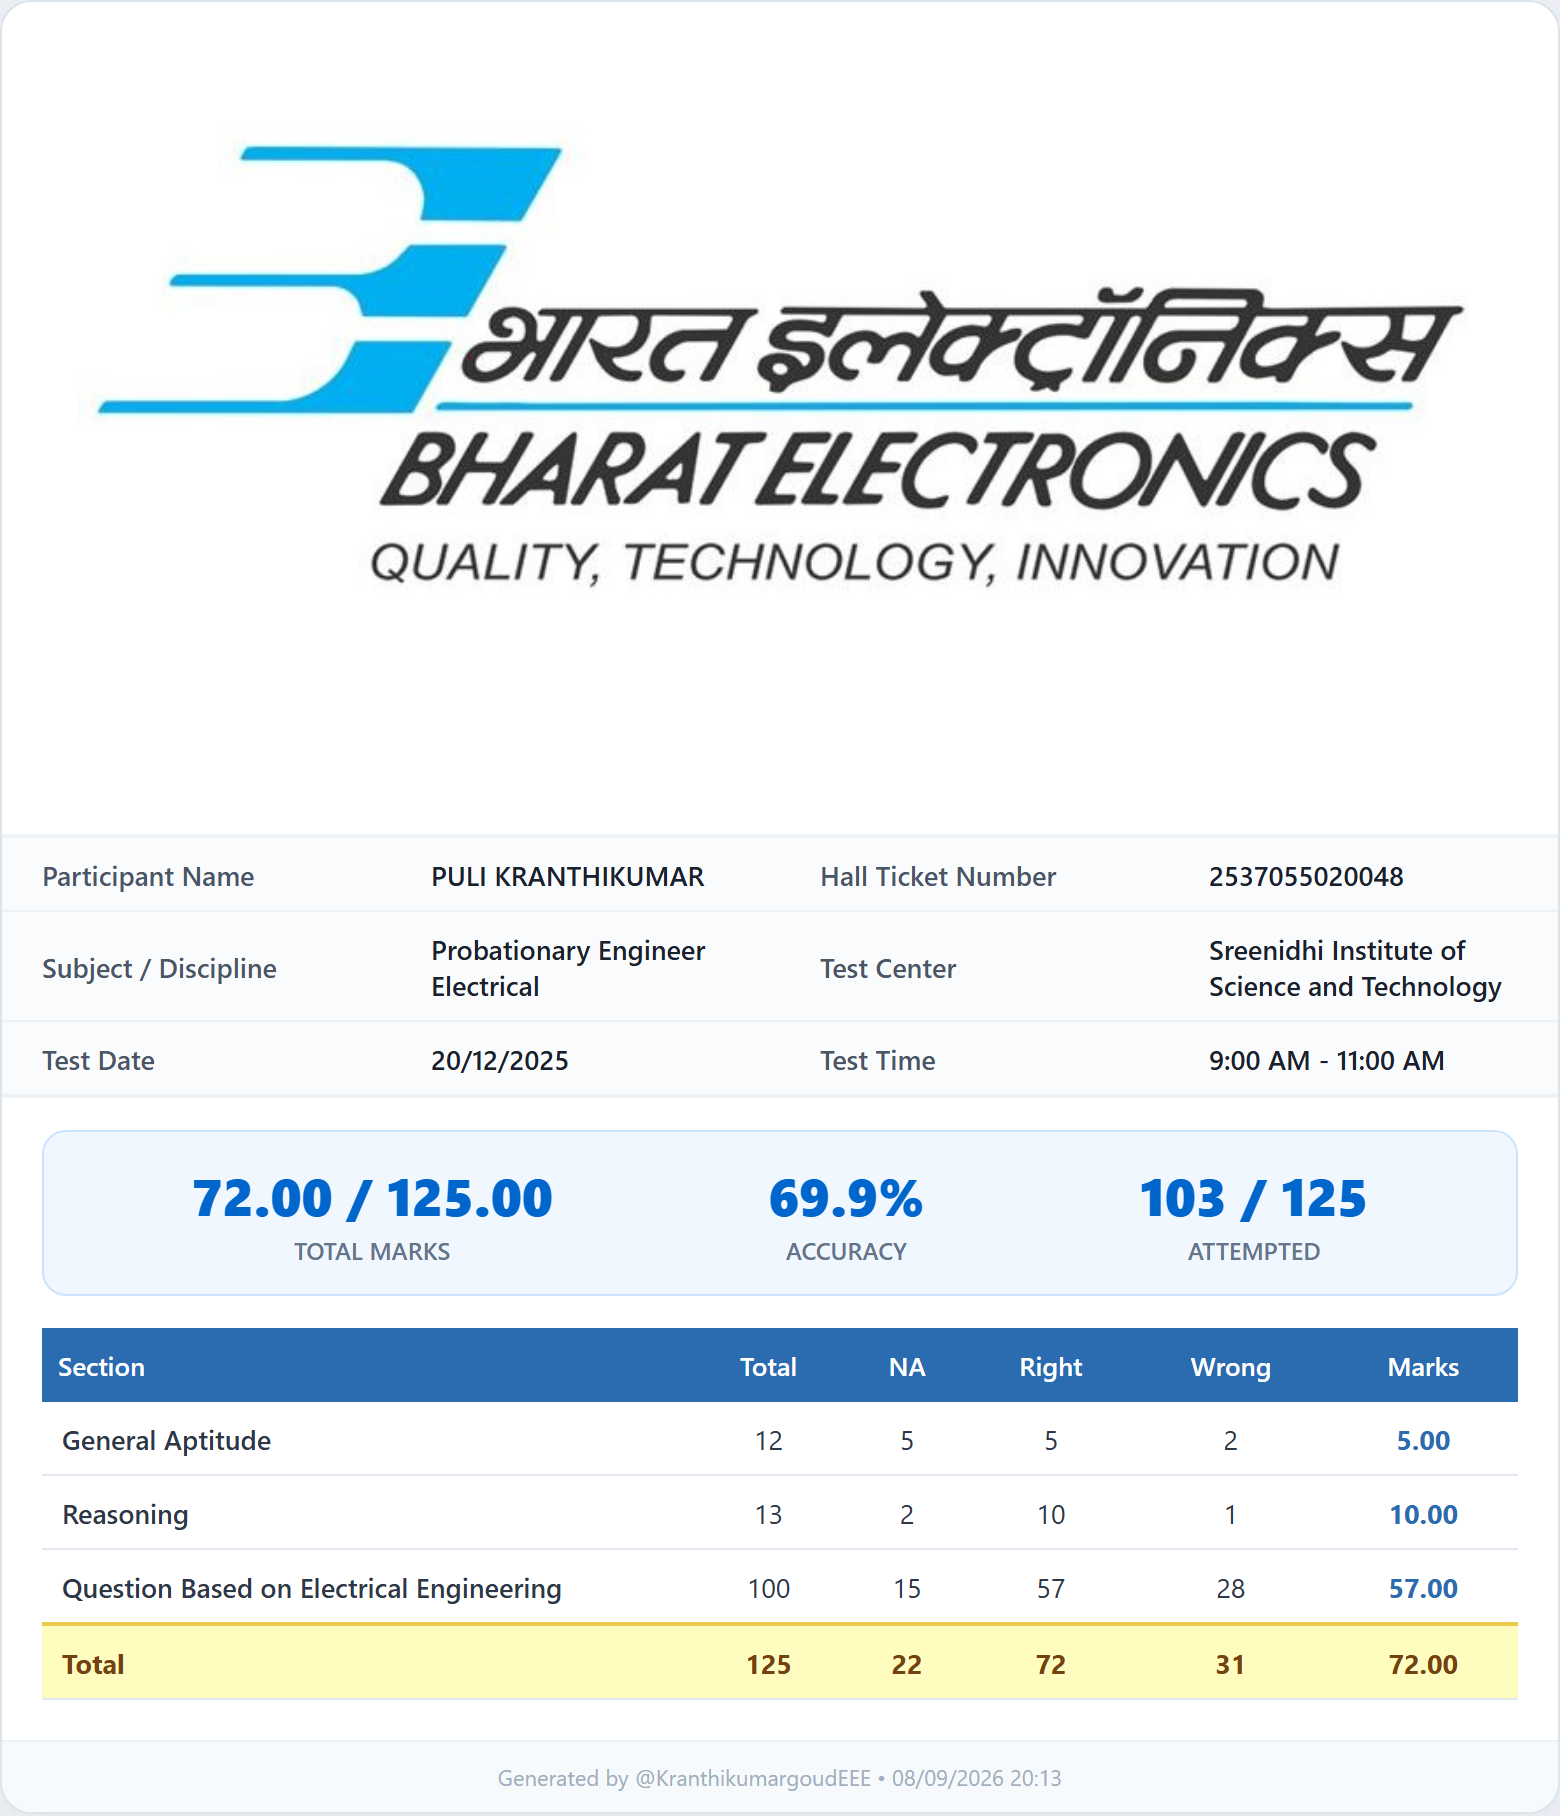 भारत इलेक्ट्रॉनिक्स
BHARAT ELECTRONICS
QUALITY, TECHNOLOGY, INNOVATION
Participant Name PULI KRANTHIKUMAR Hall Ticket Number 2537055020048
Subject / Discipline Probationary Engineer Electrical Test Center Sreenidhi Institute of Science and Technology
Test Date 20/12/2025 Test Time 9:00 AM - 11:00 AM
72.00 / 125.00 69.9% 103 / 125
TOTAL MARKS ACCURACY ATTEMPTED
Section Total NA Right Wrong Marks
General Aptitude 12 5 5 2 5.00
Reasoning 13 2 10 1 10.00
Question Based on Electrical Engineering 100 15 57 28 57.00
Total 125 22 72 31 72.00
Generated by @KranthikumargoudEEE • 08/09/2026 20:13